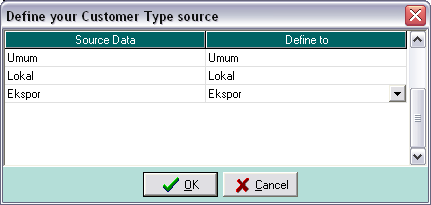 Define your Customer Type source
Source Data Define to
Umum Umum
Lokal Lokal
Ekspor Ekspor
OK Cancel